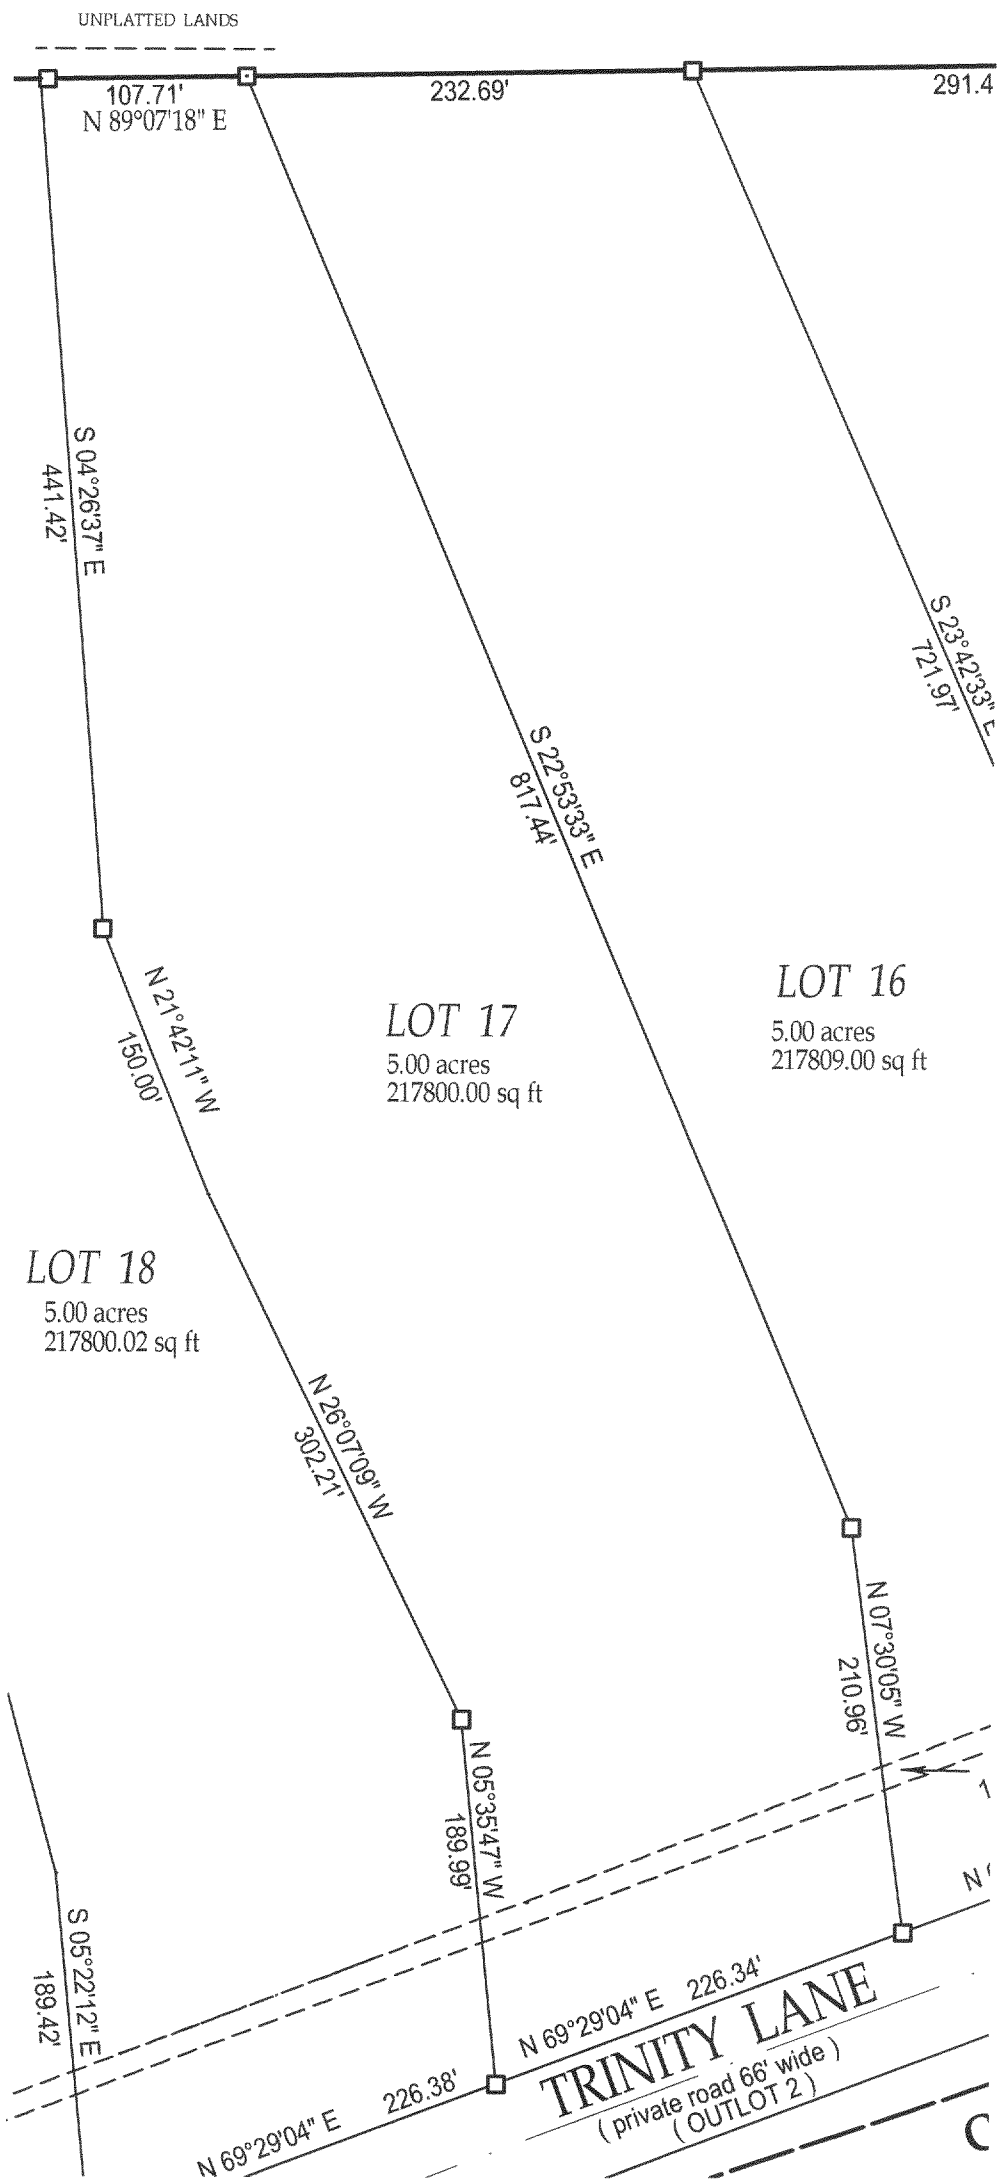 UNPLATTED LANDS
107.71'
232.69'
291.4
N 89°07'18" E
S 04°26'37" E
441.42'
S 23°42'33" E
721.97'
S 22°53'33" E
817.44'
N 21°42'11" W
150.00'
LOT 17
5.00 acres
217800.00 sq ft
LOT 16
5.00 acres
217809.00 sq ft
LOT 18
5.00 acres
217800.02 sq ft
N 26°07'09" W
302.21'
N 07°30'05" W
210.96'
N 05°35'47" W
189.99'
1
N
S 05°22'12" E
189.42'
N 69°29'04" E 226.34'
TRINITY LANE
( private road 66' wide )
( OUTLOT 2 )
N 69°29'04" E 226.38'